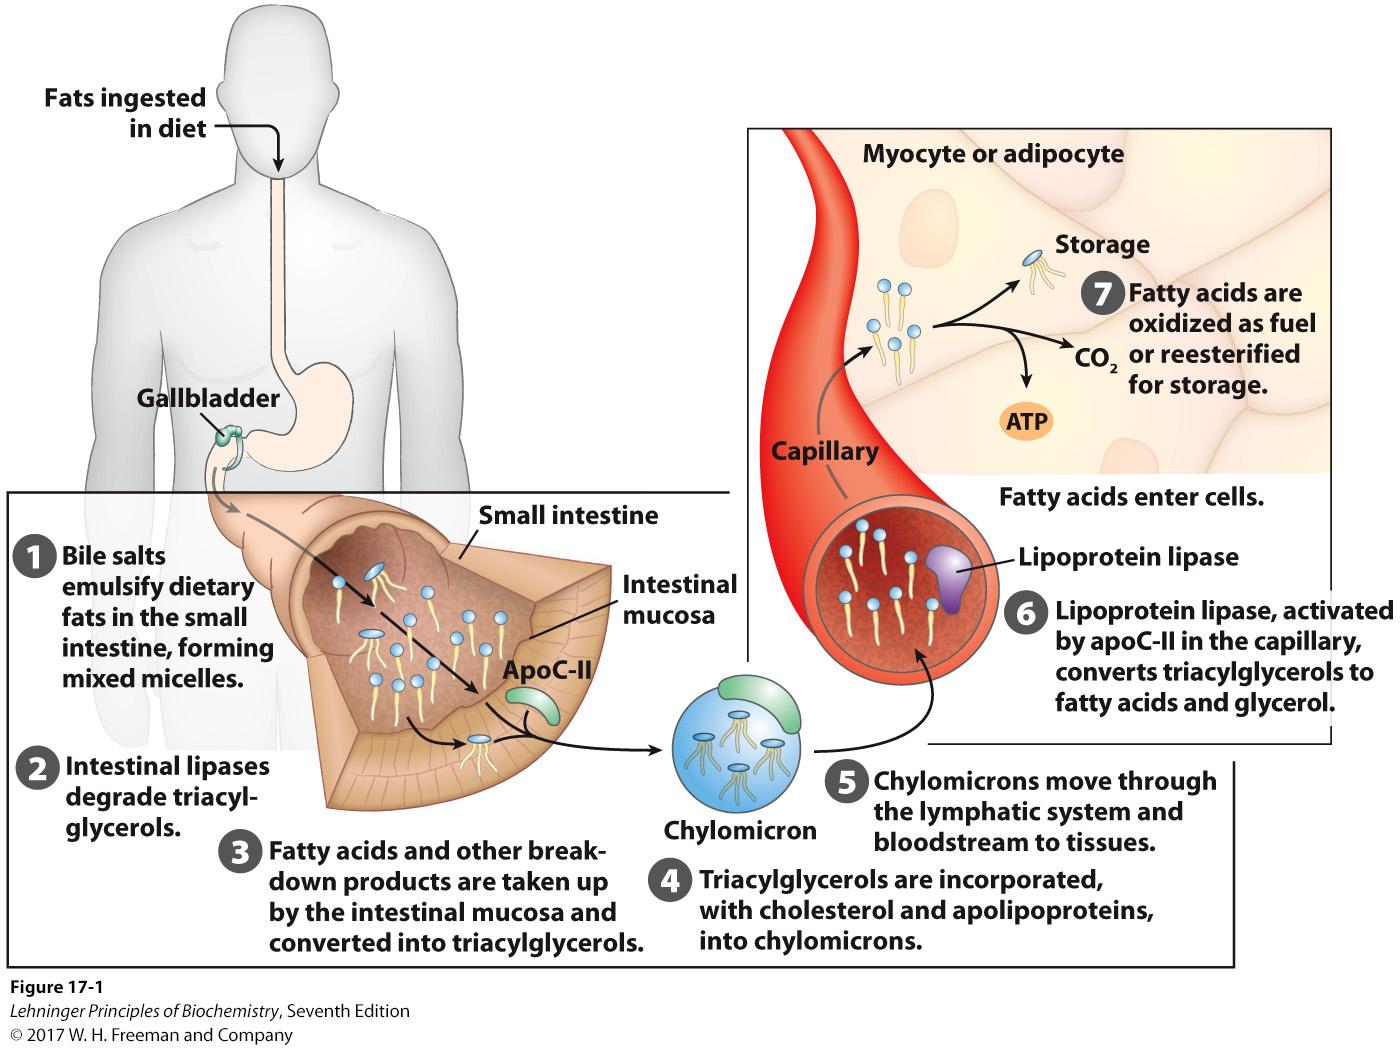 Fats ingested
in diet
Gallbladder
Small intestine
Intestinal
mucosa
ApoC-II
1 Bile salts
emulsify dietary
fats in the small
intestine, forming
mixed micelles.
2 Intestinal lipases
degrade triacyl-
glycerols.
3 Fatty acids and other break-
down products are taken up
by the intestinal mucosa and
converted into triacylglycerols.
Chylomicron
4 Triacylglycerols are incorporated,
with cholesterol and apolipoproteins,
into chylomicrons.
5 Chylomicrons move through
the lymphatic system and
bloodstream to tissues.
Capillary
Lipoprotein lipase
6 Lipoprotein lipase, activated
by apoC-II in the capillary,
converts triacylglycerols to
fatty acids and glycerol.
Fatty acids enter cells.
Myocyte or adipocyte
Storage
7 Fatty acids are
oxidized as fuel
or reesterified
for storage.
CO₂
ATP
Figure 17-1
Lehninger Principles of Biochemistry, Seventh Edition
© 2017 W. H. Freeman and Company